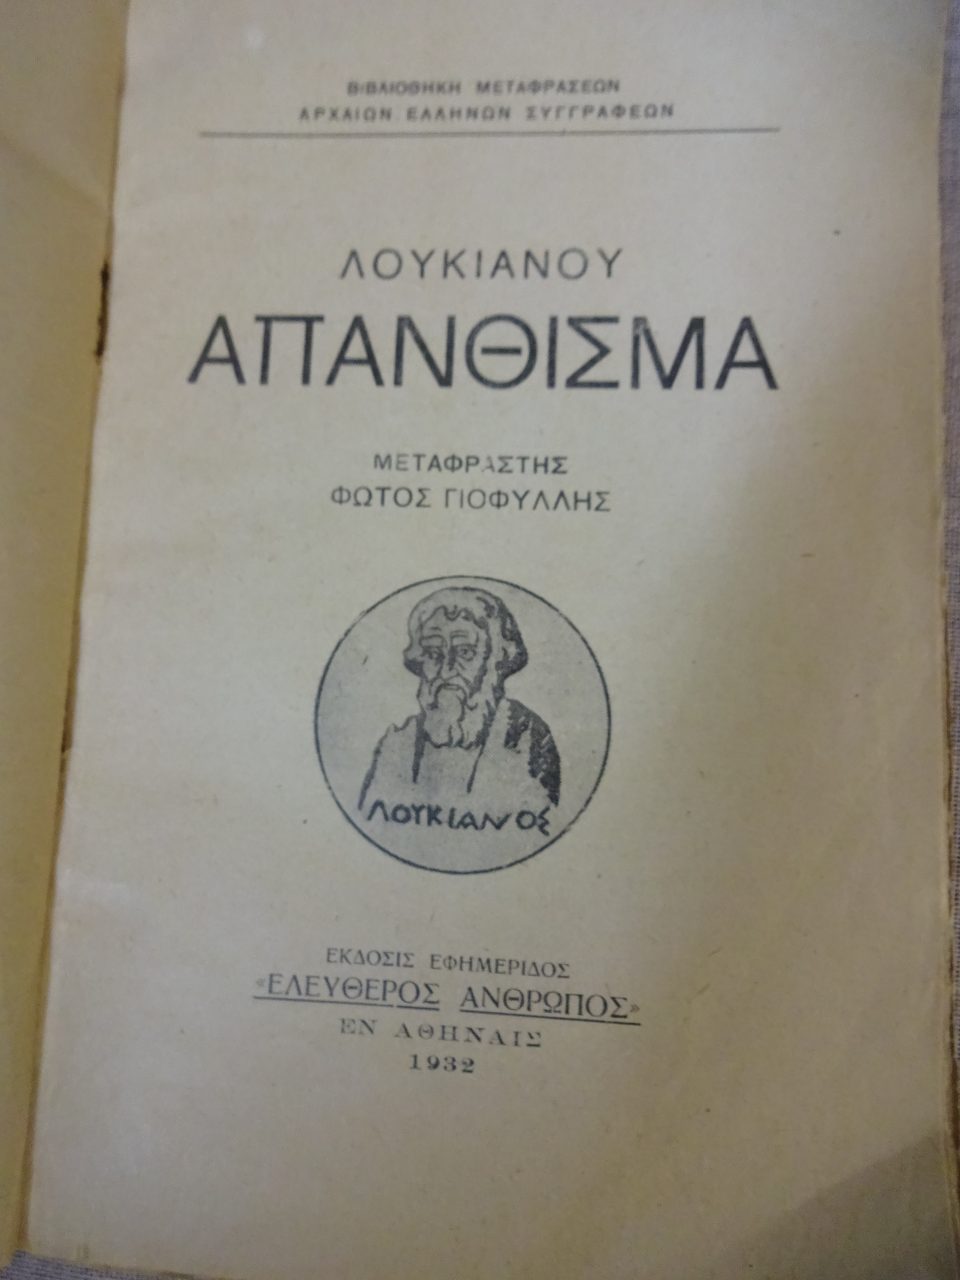 ΒΙΒΛΙΟΘΗΚΗ ΜΕΤΑΦΡΑΣΕΩΝ
ΑΡΧΑΙΩΝ ΕΛΛΗΝΩΝ ΣΥΓΓΡΑΦΕΩΝ
ΛΟΥΚΙΑΝΟΥ
ΑΠΑΝΘΙΣΜΑ
ΜΕΤΑΦΡΑΣΤΗΣ
ΦΩΤΟΣ ΓΙΟΦΥΛΛΗΣ
ΛΟΥΚΙΑΝΟΣ
ΕΚΔΟΣΙΣ ΕΦΗΜΕΡΙΔΟΣ
«ΕΛΕΥΘΕΡΟΣ ΑΝΘΡΩΠΟΣ»
ΕΝ ΑΘΗΝΑΙΣ
1932